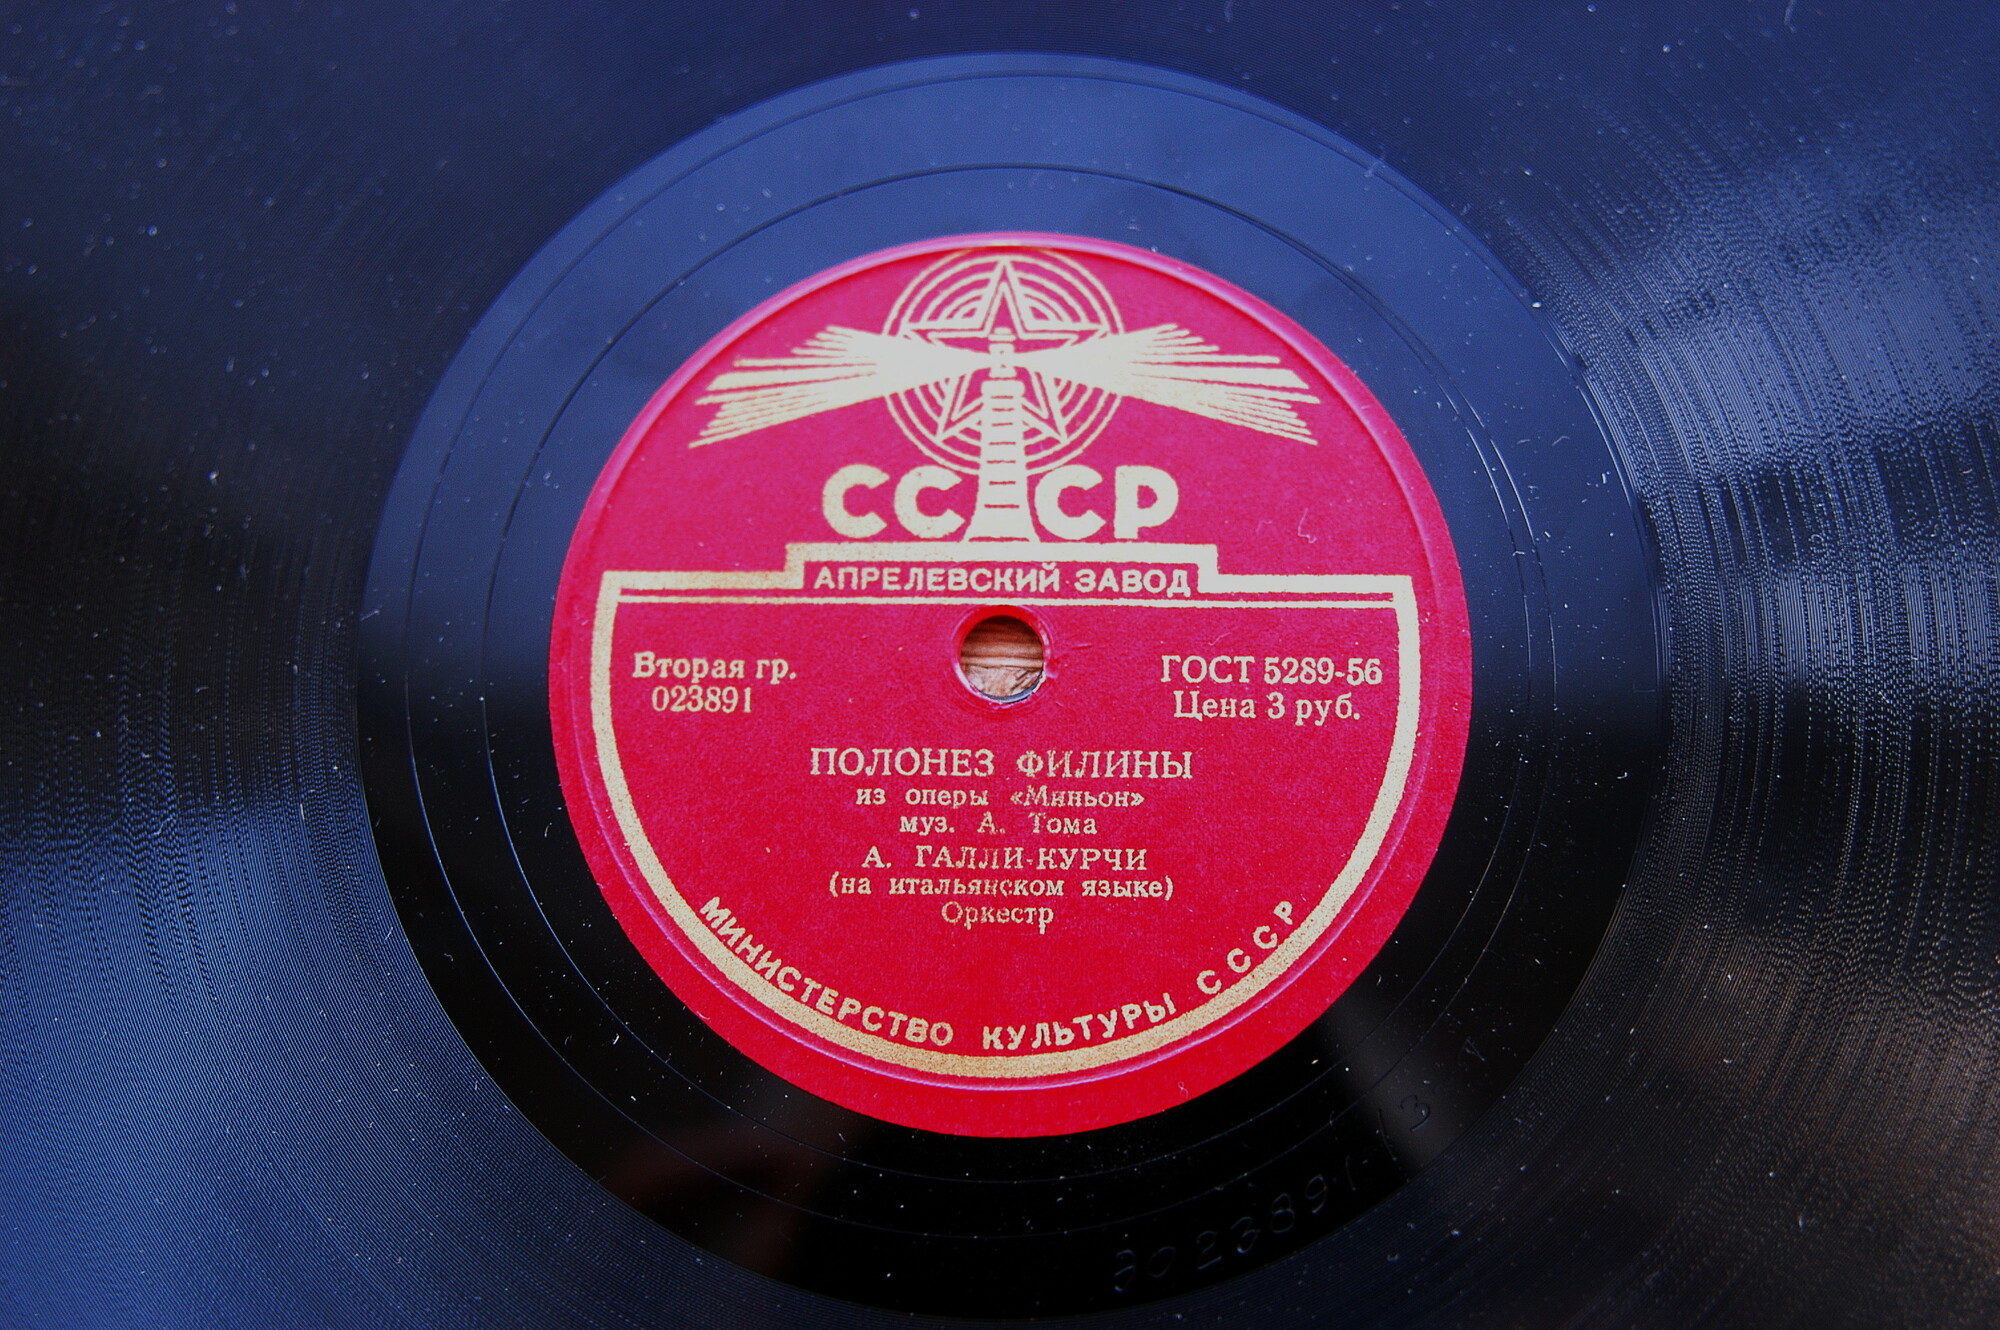 СССР
АПРЕЛЕВСКИЙ ЗАВОД
Вторая гр.
023891
ГОСТ 5289-56
Цена 3 руб.
ПОЛОНЕЗ ФИЛИНЫ
из оперы «Миньон»
муз. А. Тома
А. ГАЛЛИ-КУРЧИ
(на итальянском языке)
Оркестр
МИНИСТЕРСТВО КУЛЬТУРЫ СССР